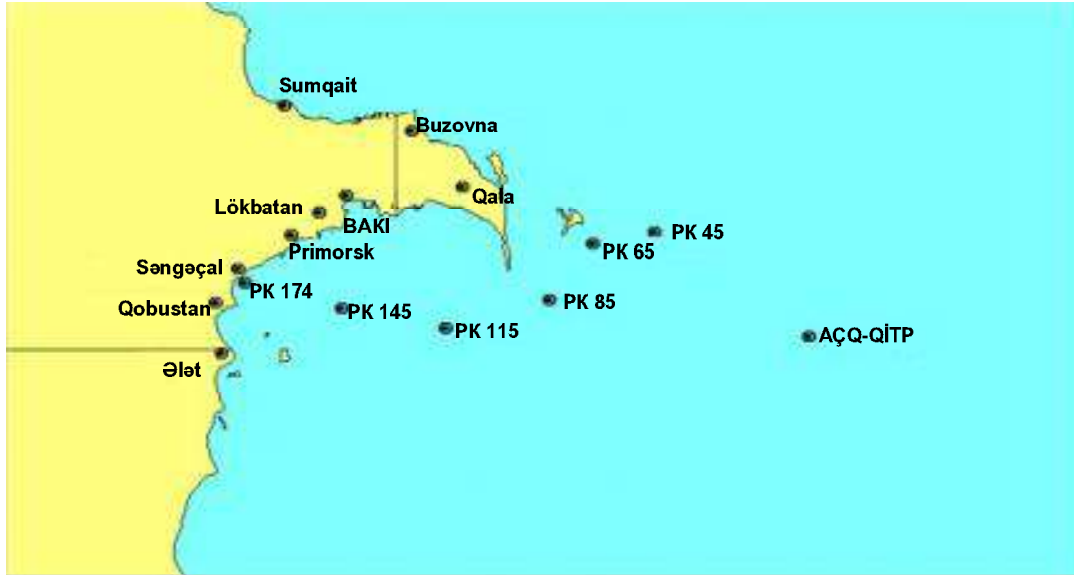 Sumqait
Buzovna
Qala
Lökbatan
BAKI
PK 45
Primorsk
PK 65
Səngəçal
PK 174
PK 85
Qobustan
PK 145
PK 115
AÇQ-QİTP
Ələt